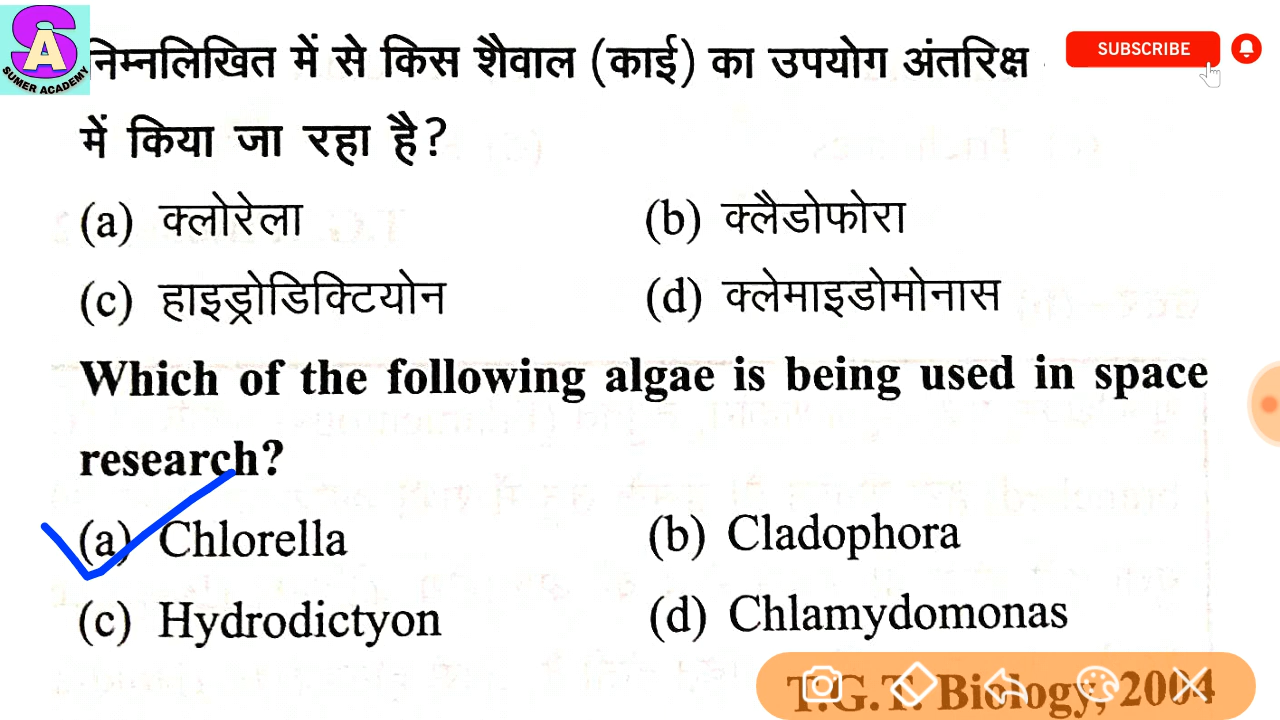 SA
SUMER ACADEMY
SUBSCRIBE
निम्नलिखित में से किस शैवाल (काई) का उपयोग अंतरिक्ष
में किया जा रहा है?
(a) क्लोरेला (b) क्लैडोफोरा
(c) हाइड्रोडिक्टियोन (d) क्लेमाइडोमोनास
Which of the following algae is being used in space
research?
(a) Chlorella (b) Cladophora
(c) Hydrodictyon (d) Chlamydomonas
T.G.T. Biology, 2004